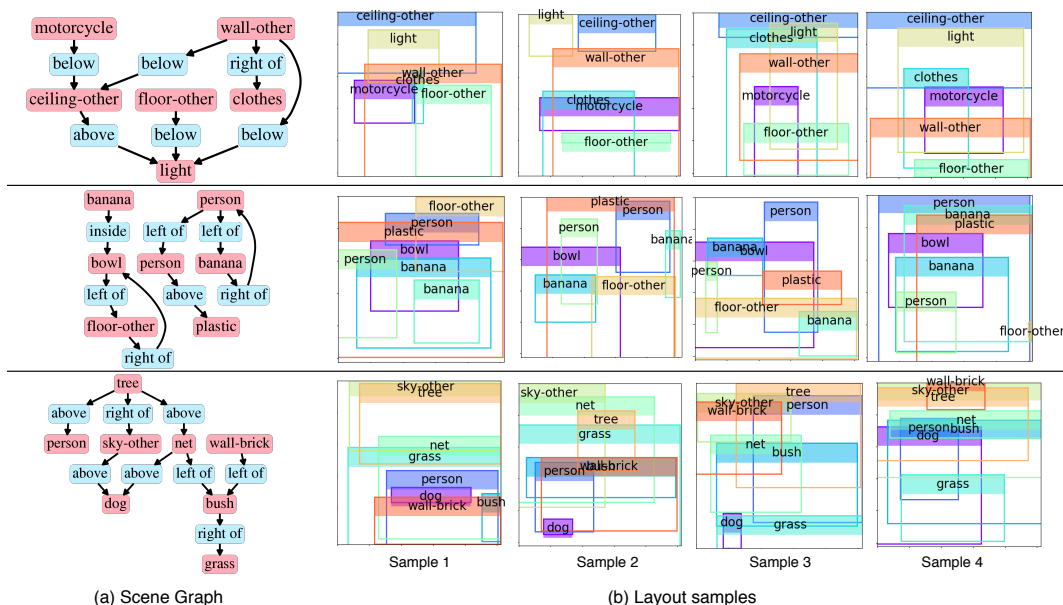 motorcycle
wall-other
below
below
right of
ceiling-other
floor-other
clothes
above
below
below
light
ceiling-other
light
wall-other
clothes
motorcycle
floor-other
light
ceiling-other
wall-other
clothes
motorcycle
floor-other
ceiling-other
light
clothes
wall-other
motorcycle
floor-other
ceiling-other
light
clothes
motorcycle
wall-other
floor-other
banana
person
inside
left of
left of
bowl
person
banana
left of
above
right of
floor-other
plastic
right of
floor-other
person
plastic
bowl
person
banana
banana
plastic
person
person
banana
bowl
banana
floor-other
person
banana
bowl
person
plastic
floor-other
banana
person
banana
plastic
bowl
banana
person
floor-other
tree
above
right of
above
person
sky-other
net
wall-brick
above
above
left of
left of
dog
bush
right of
grass
sky-other
tree
net
grass
person
dog
wall-brick
bush
sky-other
net
tree
grass
wall-brick
person
bush
dog
tree
sky-other
person
wall-brick
net
bush
dog
grass
wall-brick
sky-other
tree
net
person
bush
dog
grass
Sample 1
Sample 2
Sample 3
Sample 4
(a) Scene Graph
(b) Layout samples